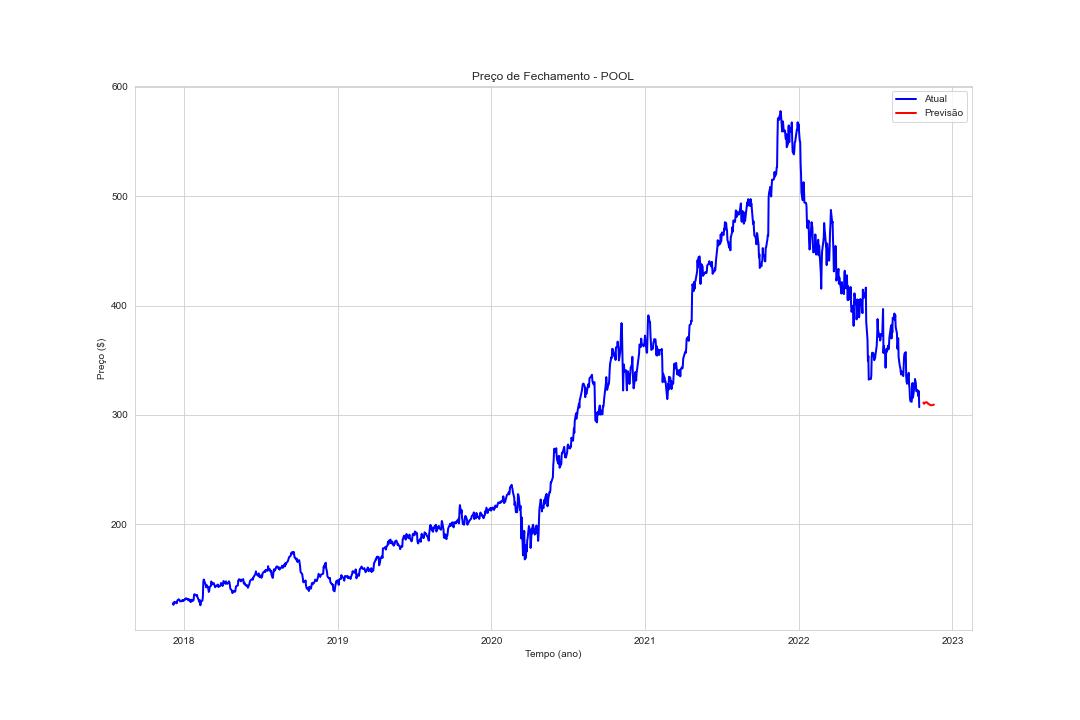 Preço de Fechamento - POOL
600
Atual
Previsão
500
400
Preço ($)
300
200
2018 2019 2020 2021 2022 2023
Tempo (ano)